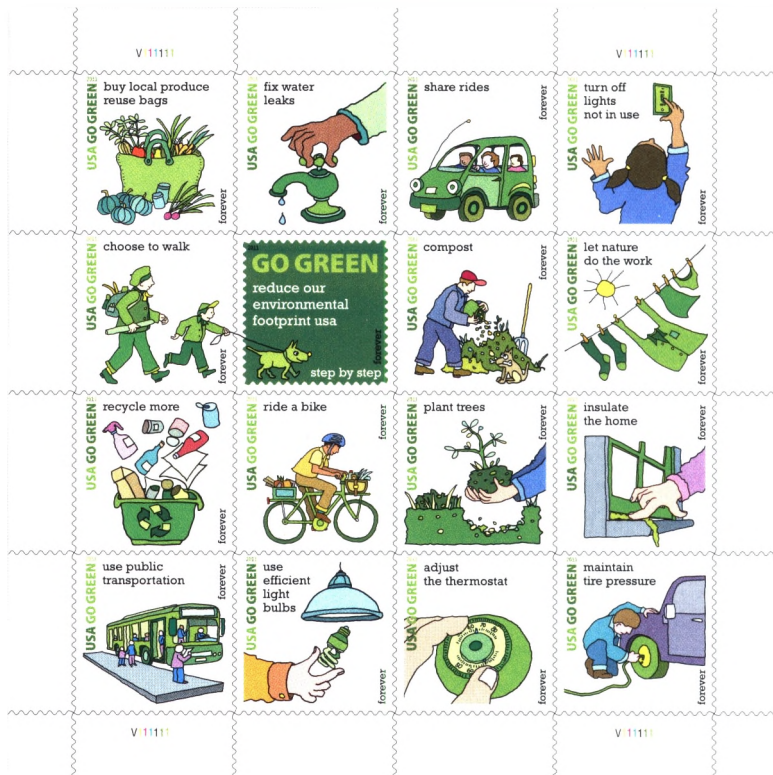 V11111
V11111
buy local produce
reuse bags
USA GO GREEN
forever
fix water
leaks
USA GO GREEN
share rides
USA GO GREEN
forever
turn off
lights
not in use
USA GO GREEN
forever
choose to walk
USA GO GREEN
forever
2011
GO GREEN
reduce our
environmental
footprint usa
step by step
forever
compost
USA GO GREEN
forever
let nature
do the work
USA GO GREEN
forever
recycle more
USA GO GREEN
forever
ride a bike
USA GO GREEN
forever
plant trees
USA GO GREEN
forever
insulate
the home
USA GO GREEN
forever
use public
transportation
USA GO GREEN
forever
use
efficient
light
bulbs
USA GO GREEN
forever
adjust
the thermostat
USA GO GREEN
forever
maintain
tire pressure
USA GO GREEN
forever
V11111
V11111